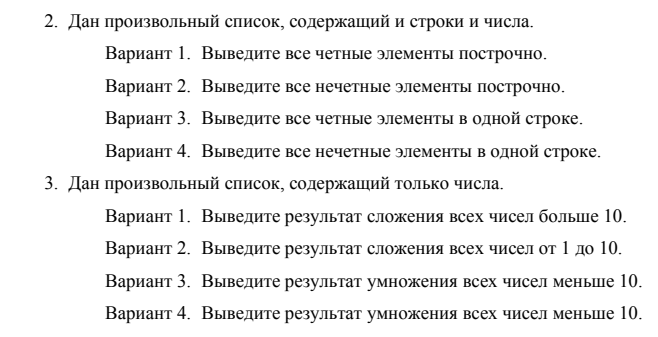 2. Дан произвольный список, содержащий и строки и числа.
Вариант 1. Выведите все четные элементы построчно.
Вариант 2. Выведите все нечетные элементы построчно.
Вариант 3. Выведите все четные элементы в одной строке.
Вариант 4. Выведите все нечетные элементы в одной строке.
3. Дан произвольный список, содержащий только числа.
Вариант 1. Выведите результат сложения всех чисел больше 10.
Вариант 2. Выведите результат сложения всех чисел от 1 до 10.
Вариант 3. Выведите результат умножения всех чисел меньше 10.
Вариант 4. Выведите результат умножения всех чисел меньше 10.